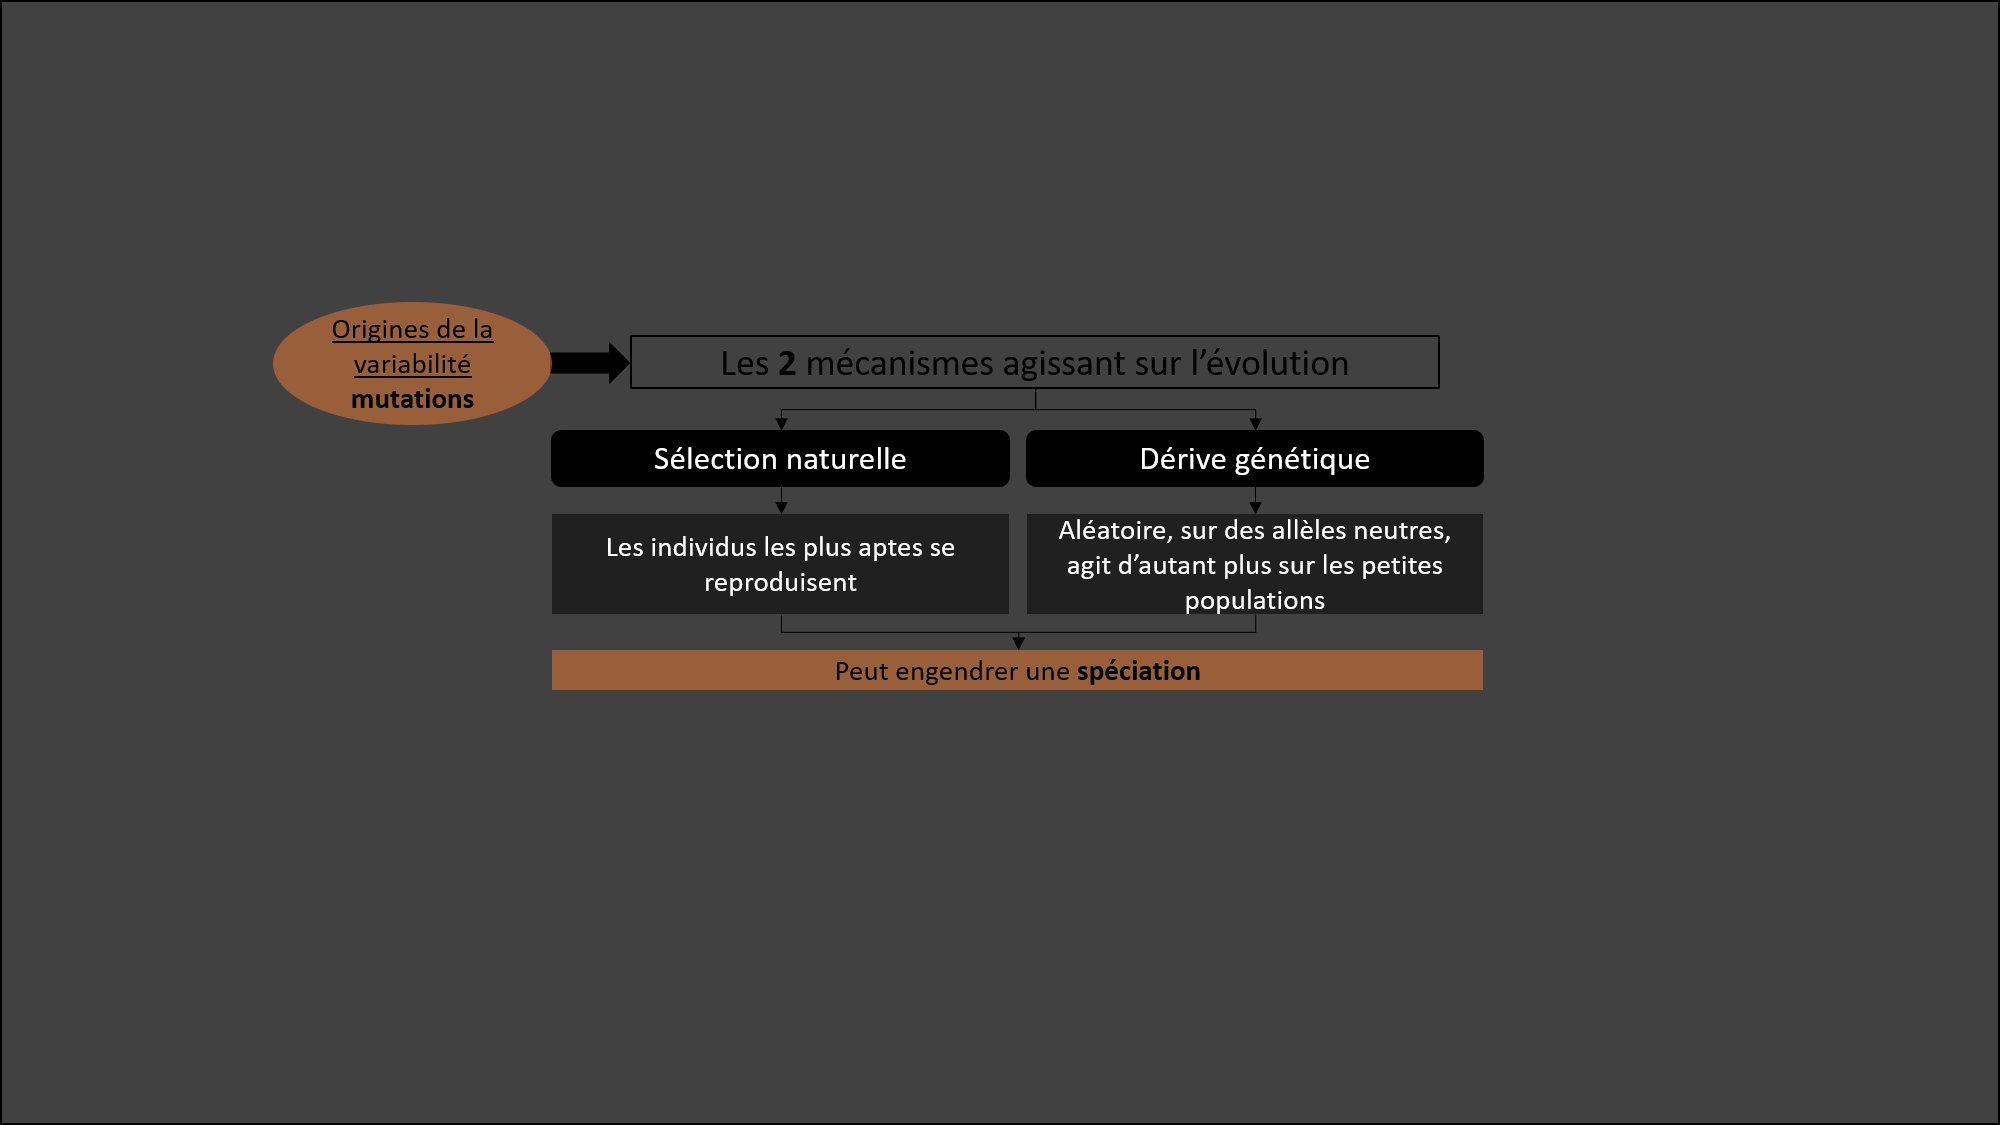 Origines de la
variabilité
mutations
Les 2 mécanismes agissant sur l’évolution
Sélection naturelle
Dérive génétique
Les individus les plus aptes se
reproduisent
Aléatoire, sur des allèles neutres,
agit d’autant plus sur les petites
populations
Peut engendrer une spéciation